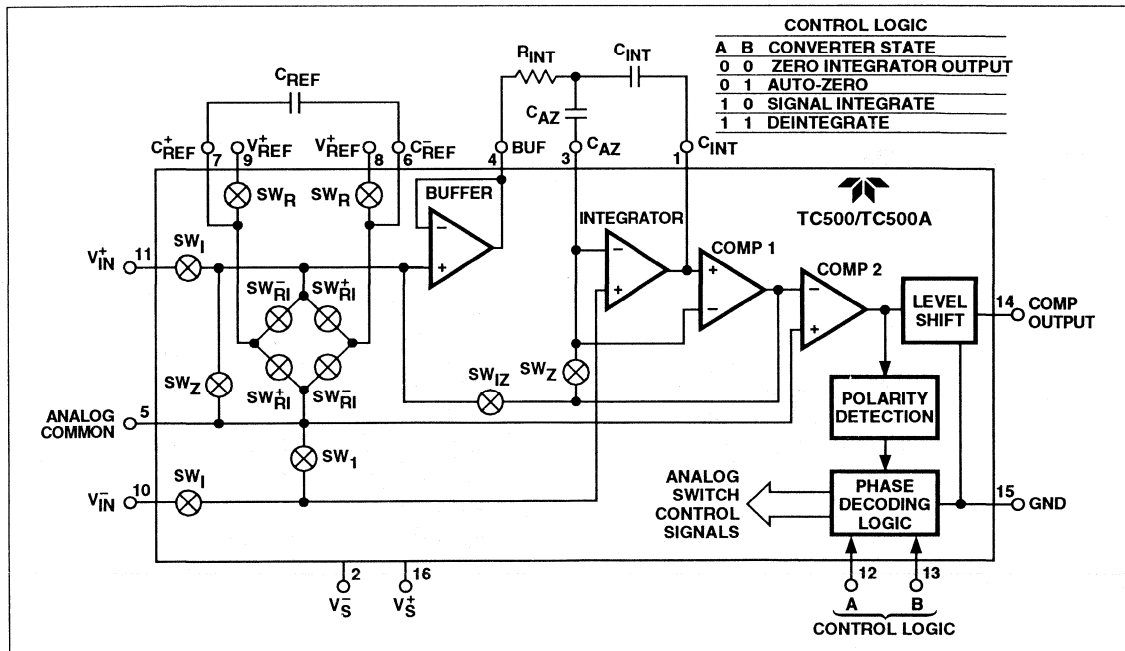 CONTROL LOGIC
A B CONVERTER STATE
0 0 ZERO INTEGRATOR OUTPUT
0 1 AUTO-ZERO
1 0 SIGNAL INTEGRATE
1 1 DEINTEGRATE
RINT
CINT
CREF
CAZ
C+REF
7
V+REF
9
V+REF
8
C-REF
6
BUF
4
CAZ
3
CINT
1
SWR
SWR
BUFFER
-
+
INTEGRATOR
-
+
COMP 1
+
-
COMP 2
-
+
TC500/TC500A
V+IN
11
SWI
SW-RI
SW+RI
SW+RI
SW-RI
SWZ
SWIZ
SWZ
LEVEL
SHIFT
14
COMP
OUTPUT
ANALOG
COMMON
5
POLARITY
DETECTION
SW1
V-IN
10
SWI
ANALOG
SWITCH
CONTROL
SIGNALS
PHASE
DECODING
LOGIC
15
GND
2
V-S
16
V+S
12
A
13
B
CONTROL LOGIC